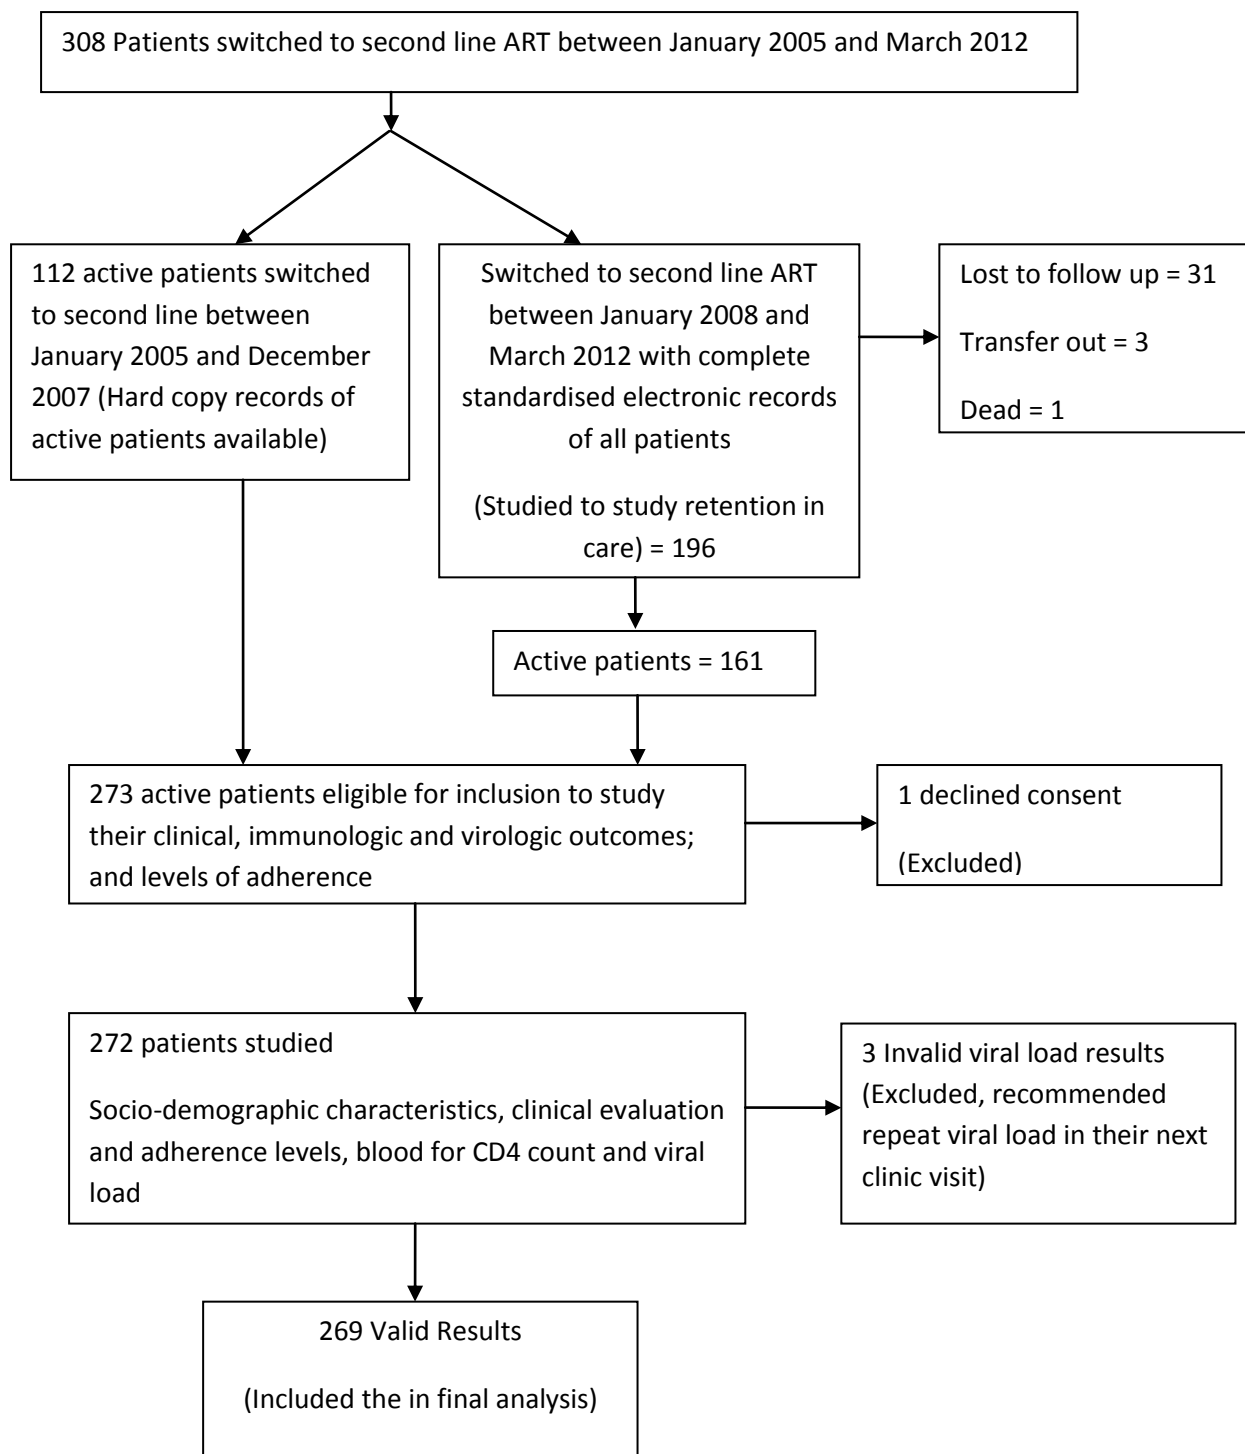 308 Patients switched to second line ART between January 2005 and March 2012
112 active patients switched
to second line between
January 2005 and December
2007 (Hard copy records of
active patients available)
Switched to second line ART
between January 2008 and
March 2012 with complete
standardised electronic records
of all patients
(Studied to study retention in
care) = 196
Lost to follow up = 31
Transfer out = 3
Dead = 1
Active patients = 161
273 active patients eligible for inclusion to study
their clinical, immunologic and virologic outcomes;
and levels of adherence
1 declined consent
(Excluded)
272 patients studied
Socio-demographic characteristics, clinical evaluation
and adherence levels, blood for CD4 count and viral
load
3 Invalid viral load results
(Excluded, recommended
repeat viral load in their next
clinic visit)
269 Valid Results
(Included the in final analysis)